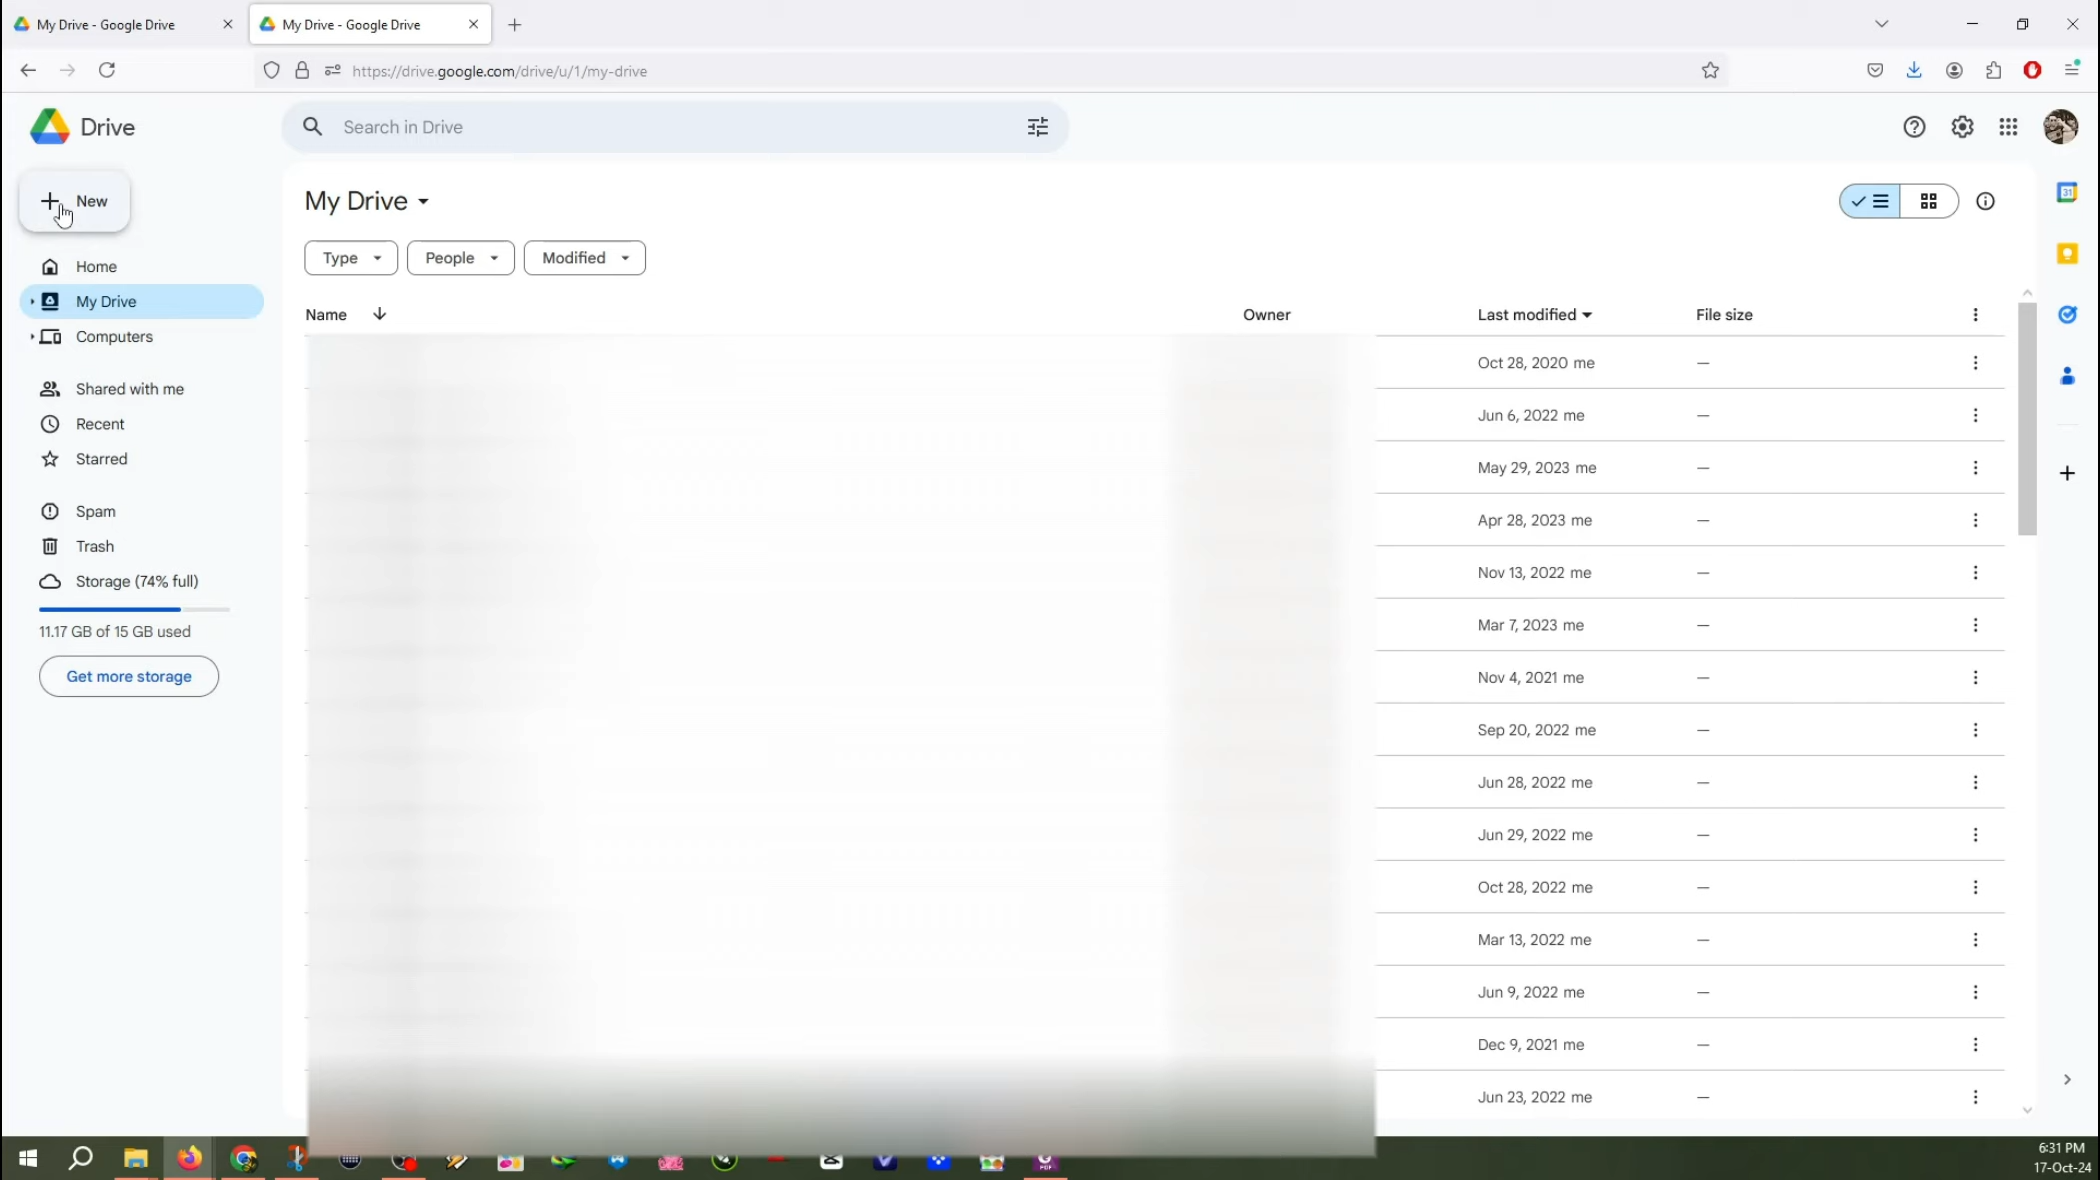 My Drive - Google Drive
My Drive - Google Drive
https://drive.google.com/drive/u/1/my-drive
Drive
Search in Drive
New
My Drive
31
Type
People
Modified
Home
My Drive
Computers
Shared with me
Recent
Starred
Spam
Trash
Storage (74% full)
11.17 GB of 15 GB used
Get more storage
Name
Owner
Last modified
File size
Oct 28, 2020 me —
Jun 6, 2022 me —
May 29, 2023 me —
Apr 28, 2023 me —
Nov 13, 2022 me —
Mar 7, 2023 me —
Nov 4, 2021 me —
Sep 20, 2022 me —
Jun 28, 2022 me —
Jun 29, 2022 me —
Oct 28, 2022 me —
Mar 13, 2022 me —
Jun 9, 2022 me —
Dec 9, 2021 me —
Jun 23, 2022 me —
PDF
6:31 PM
17-Oct-24